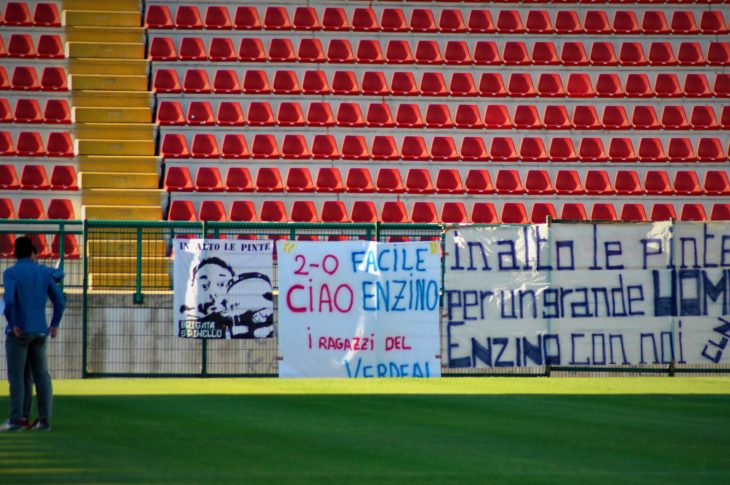 IN ALTO LE PINTE
BRIGATA
SPINELLO
"2-0 FACILE"
CIAO ENZINO
I RAGAZZI DEL
VERDEAL
in alto le pinte
per un grande UOMO
ENZINO con noi